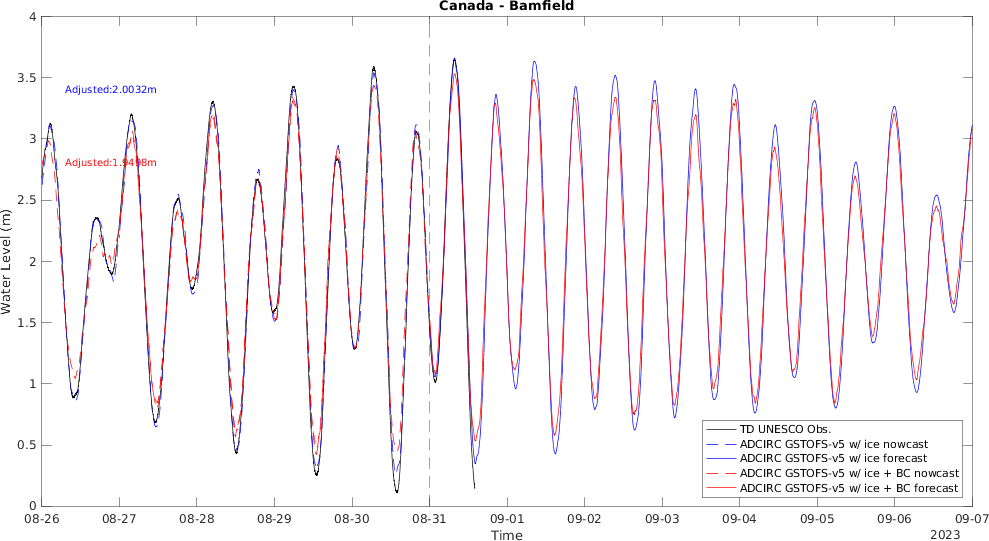 Canada - Bamfield
4
3.5
3
2.5
2
1.5
1
0.5
0
Water Level (m)
Adjusted:2.0032m
Adjusted:1.9498m
TD UNESCO Obs.
ADCIRC GSTOFS-v5 w/ ice nowcast
ADCIRC GSTOFS-v5 w/ ice forecast
ADCIRC GSTOFS-v5 w/ ice + BC nowcast
ADCIRC GSTOFS-v5 w/ ice + BC forecast
08-26 08-27 08-28 08-29 08-30 08-31 09-01 09-02 09-03 09-04 09-05 09-06 09-07
Time
2023